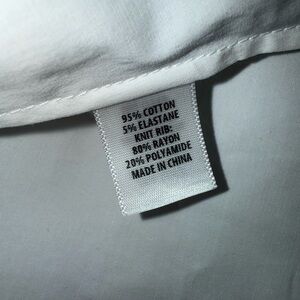 95% COTTON
5% ELASTANE
KNIT RIB:
80% RAYON
20% POLYAMIDE
MADE IN CHINA